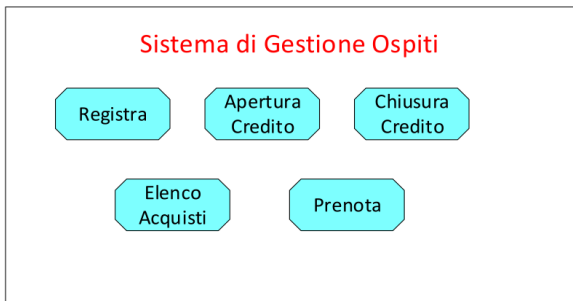 Sistema di Gestione Ospiti
Registra
Apertura
Credito
Chiusura
Credito
Elenco
Acquisti
Prenota